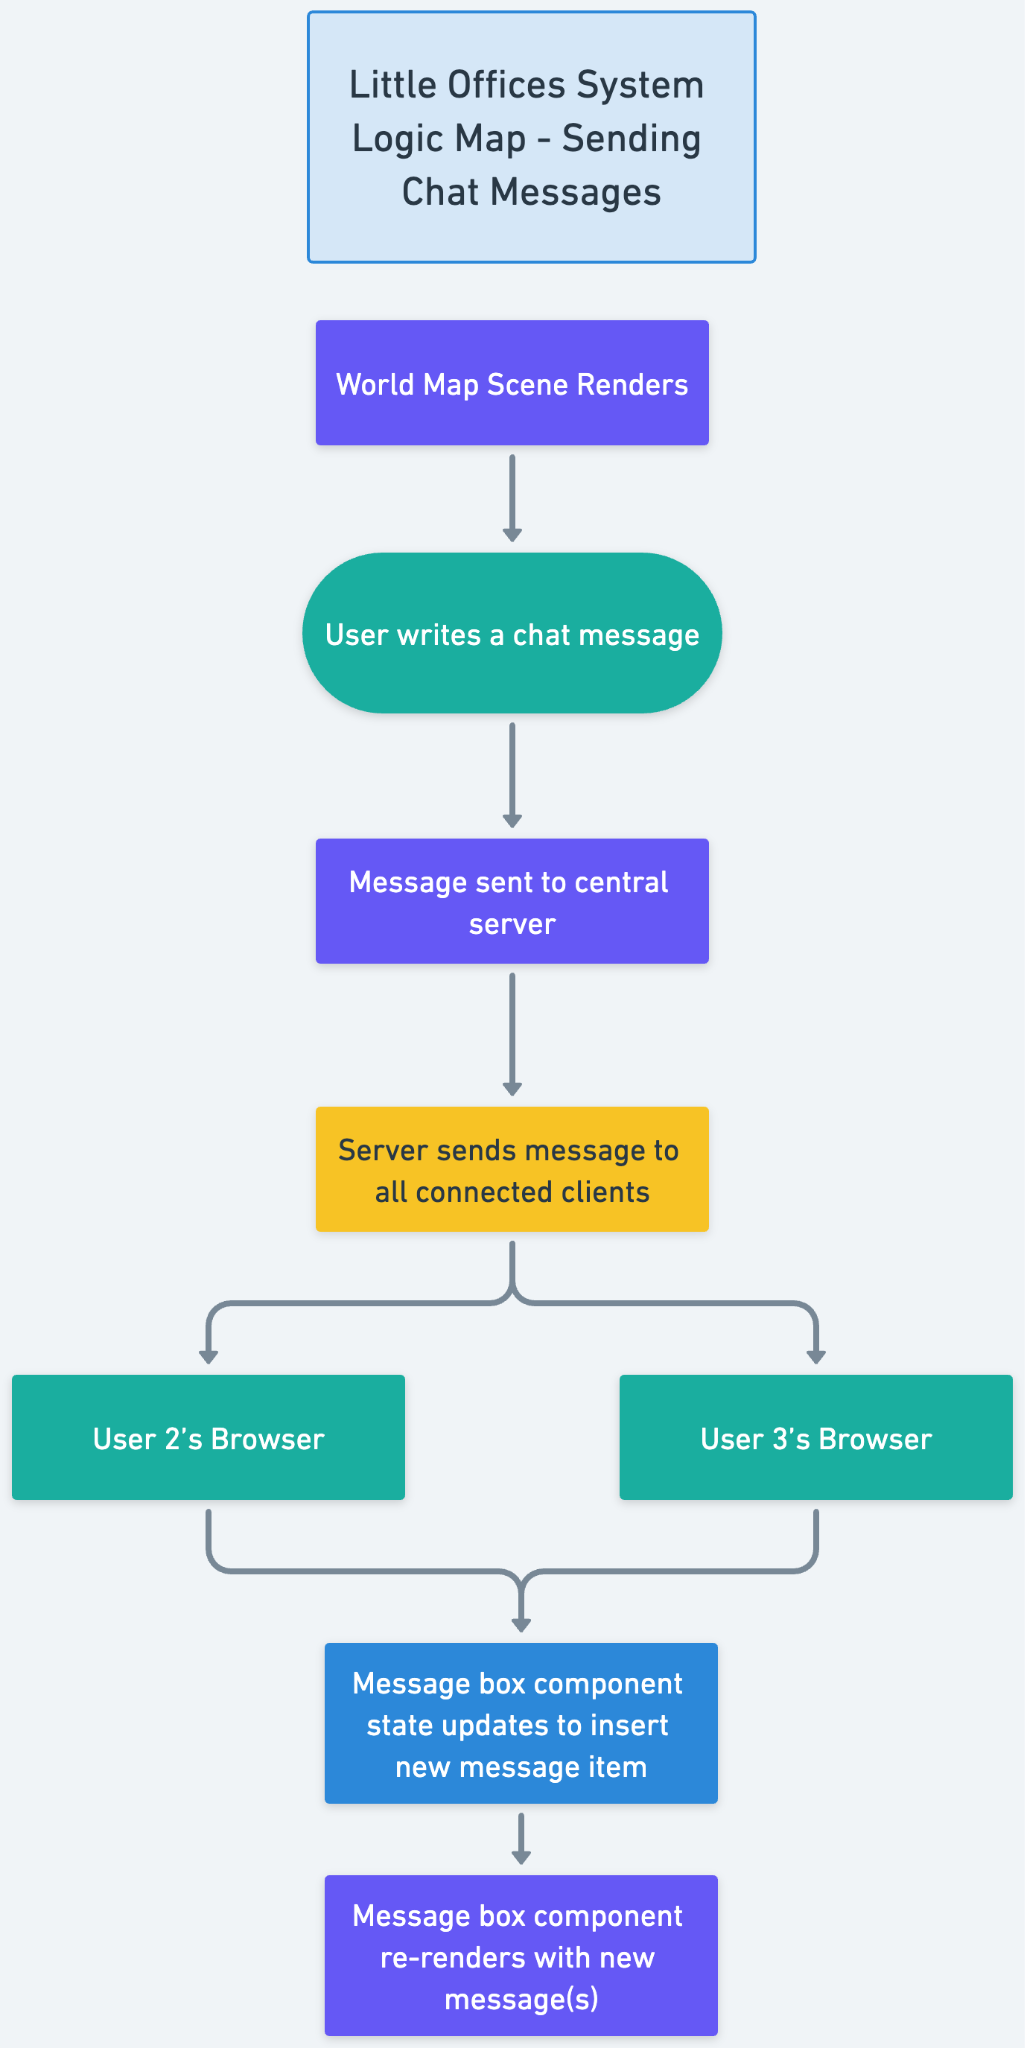 Little Offices System
Logic Map - Sending
Chat Messages
World Map Scene Renders
User writes a chat message
Message sent to central
server
Server sends message to
all connected clients
User 2’s Browser
User 3’s Browser
Message box component
state updates to insert
new message item
Message box component
re-renders with new
message(s)